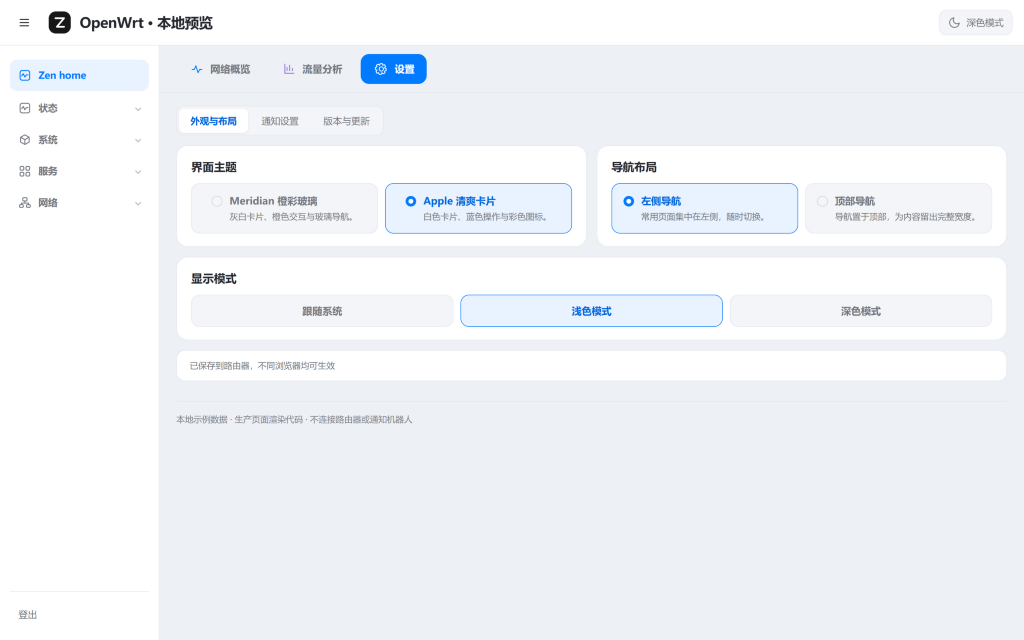 Z OpenWrt • 本地预览
深色模式
Zen home
状态
系统
服务
网络
登出
网络概览
流量分析
设置
外观与布局
通知设置
版本与更新
界面主题
Meridian 橙彩玻璃
灰白卡片、橙色交互与玻璃导航。
Apple 清爽卡片
白色卡片、蓝色操作与彩色图标。
导航布局
左侧导航
常用页面集中在左侧，随时切换。
顶部导航
导航置于顶部，为内容留出完整宽度。
显示模式
跟随系统
浅色模式
深色模式
已保存到路由器，不同浏览器均可生效
本地示例数据 · 生产页面渲染代码 · 不连接路由器或通知机器人